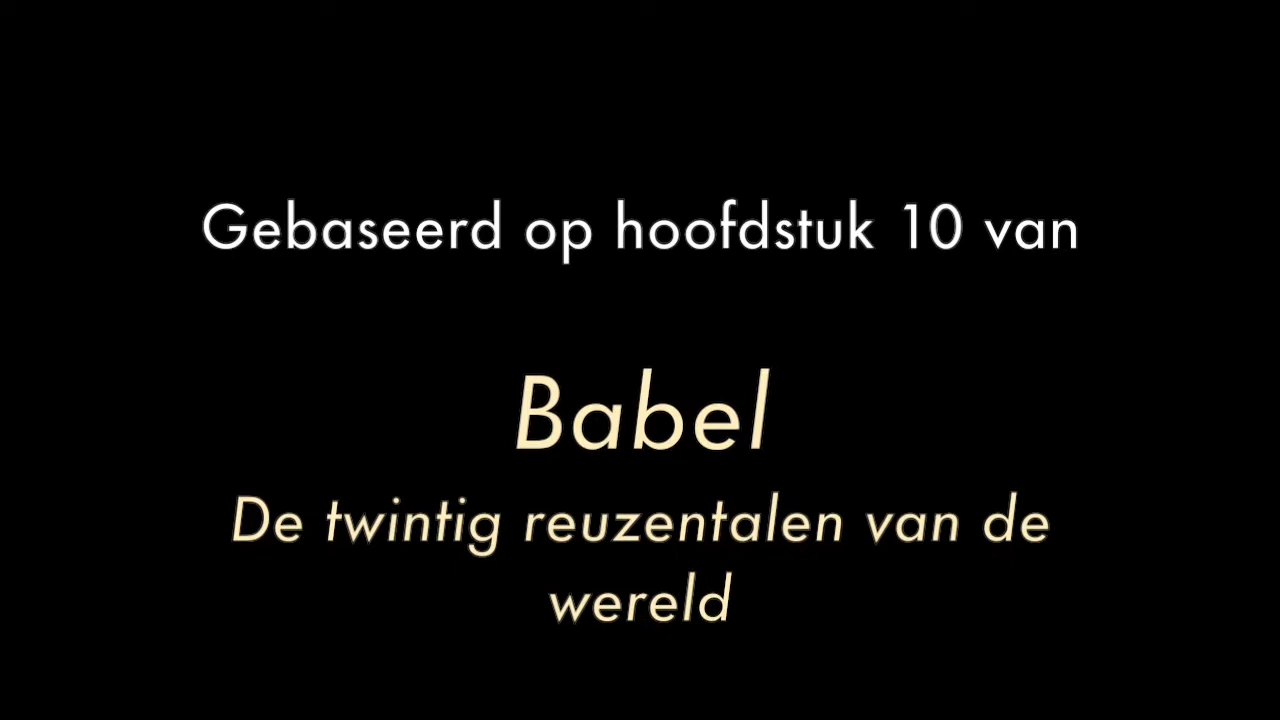 Gebaseerd op hoofdstuk 10 van
Babel
De twintig reuzentalen van de
wereld